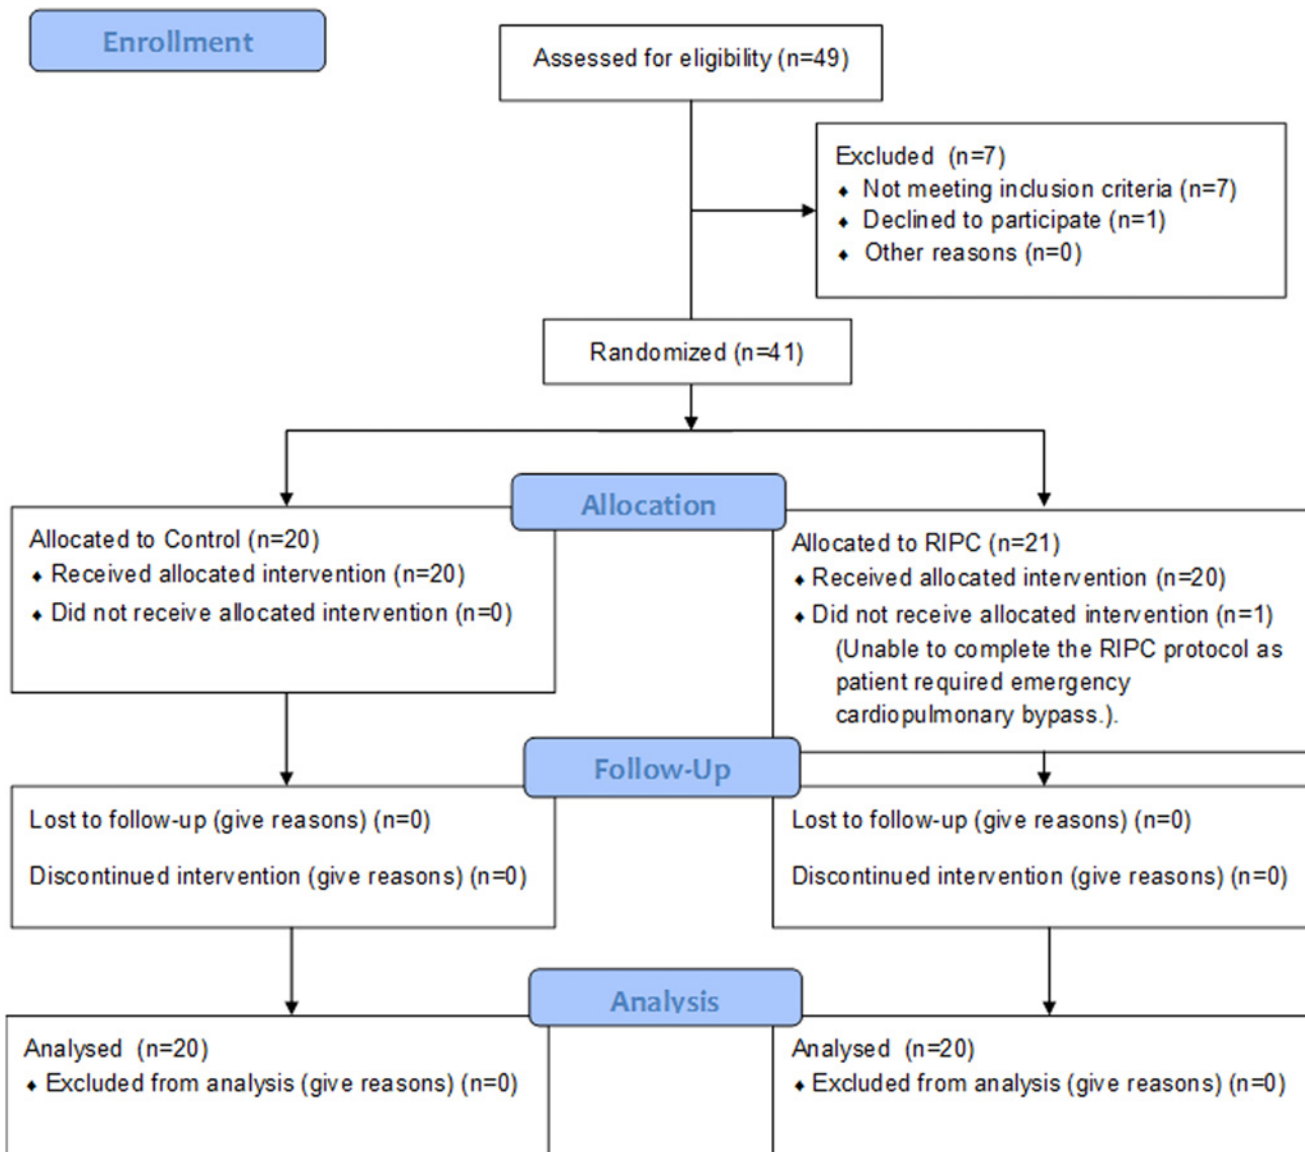 Enrollment
Assessed for eligibility (n=49)
Excluded (n=7)
♦ Not meeting inclusion criteria (n=7)
♦ Declined to participate (n=1)
♦ Other reasons (n=0)
Randomized (n=41)
Allocation
Allocated to Control (n=20)
♦ Received allocated intervention (n=20)
♦ Did not receive allocated intervention (n=0)
Allocated to RIPC (n=21)
♦ Received allocated intervention (n=20)
♦ Did not receive allocated intervention (n=1)
(Unable to complete the RIPC protocol as
patient required emergency
cardiopulmonary bypass.).
Follow-Up
Lost to follow-up (give reasons) (n=0)
Discontinued intervention (give reasons) (n=0)
Lost to follow-up (give reasons) (n=0)
Discontinued intervention (give reasons) (n=0)
Analysis
Analysed (n=20)
♦ Excluded from analysis (give reasons) (n=0)
Analysed (n=20)
♦ Excluded from analysis (give reasons) (n=0)